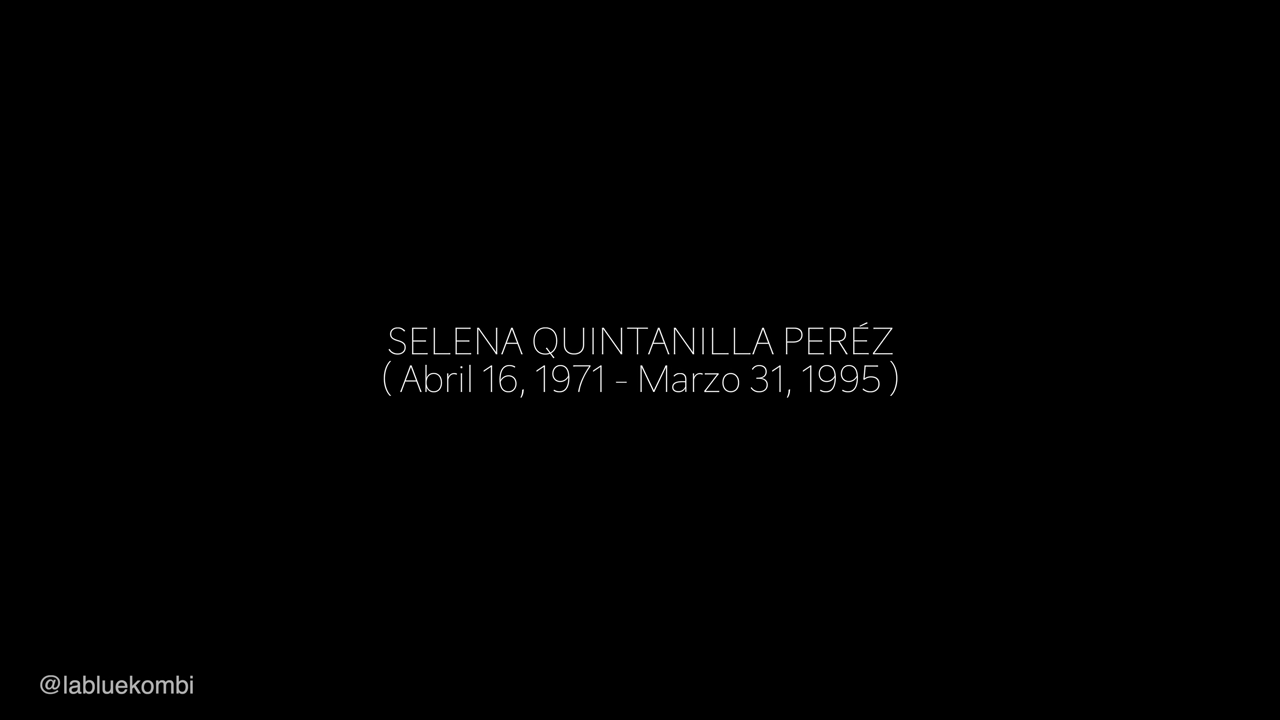 SELENA QUINTANILLA PERÉZ
( Abril 16, 1971 - Marzo 31, 1995 )
@labluekombi